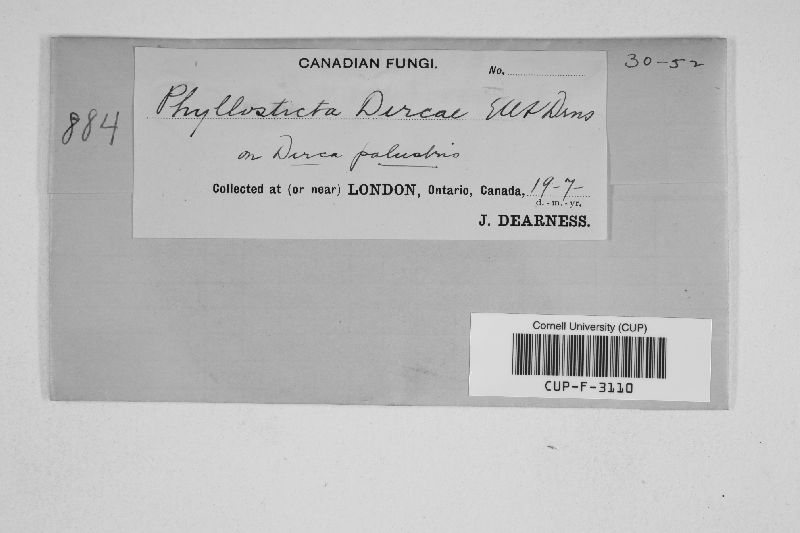 CANADIAN FUNGI.
No.
30-52
884
Phyllosticta Dircae Ell & Drns
on Dirca palustris
Collected at (or near) LONDON, Ontario, Canada, 19-7-
d. - m. - yr.
J. DEARNESS.
Cornell University (CUP)
CUP-F-3110